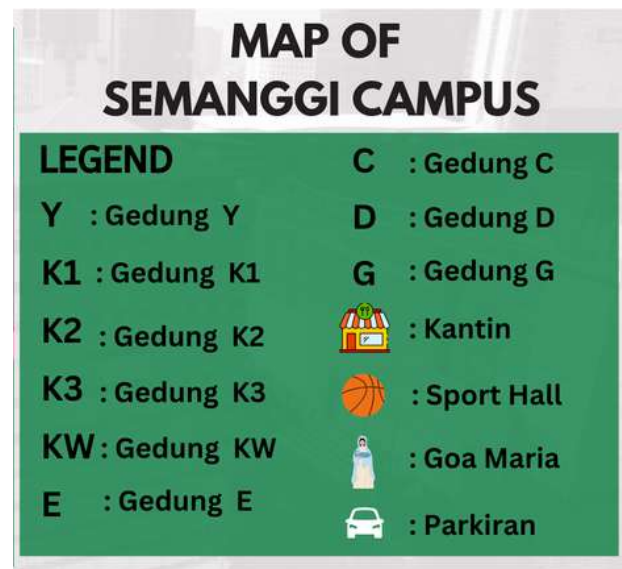 MAP OF
SEMANGGI CAMPUS
LEGEND
Y : Gedung Y
K1 : Gedung K1
K2 : Gedung K2
K3 : Gedung K3
KW : Gedung KW
E : Gedung E
C : Gedung C
D : Gedung D
G : Gedung G
: Kantin
: Sport Hall
: Goa Maria
: Parkiran